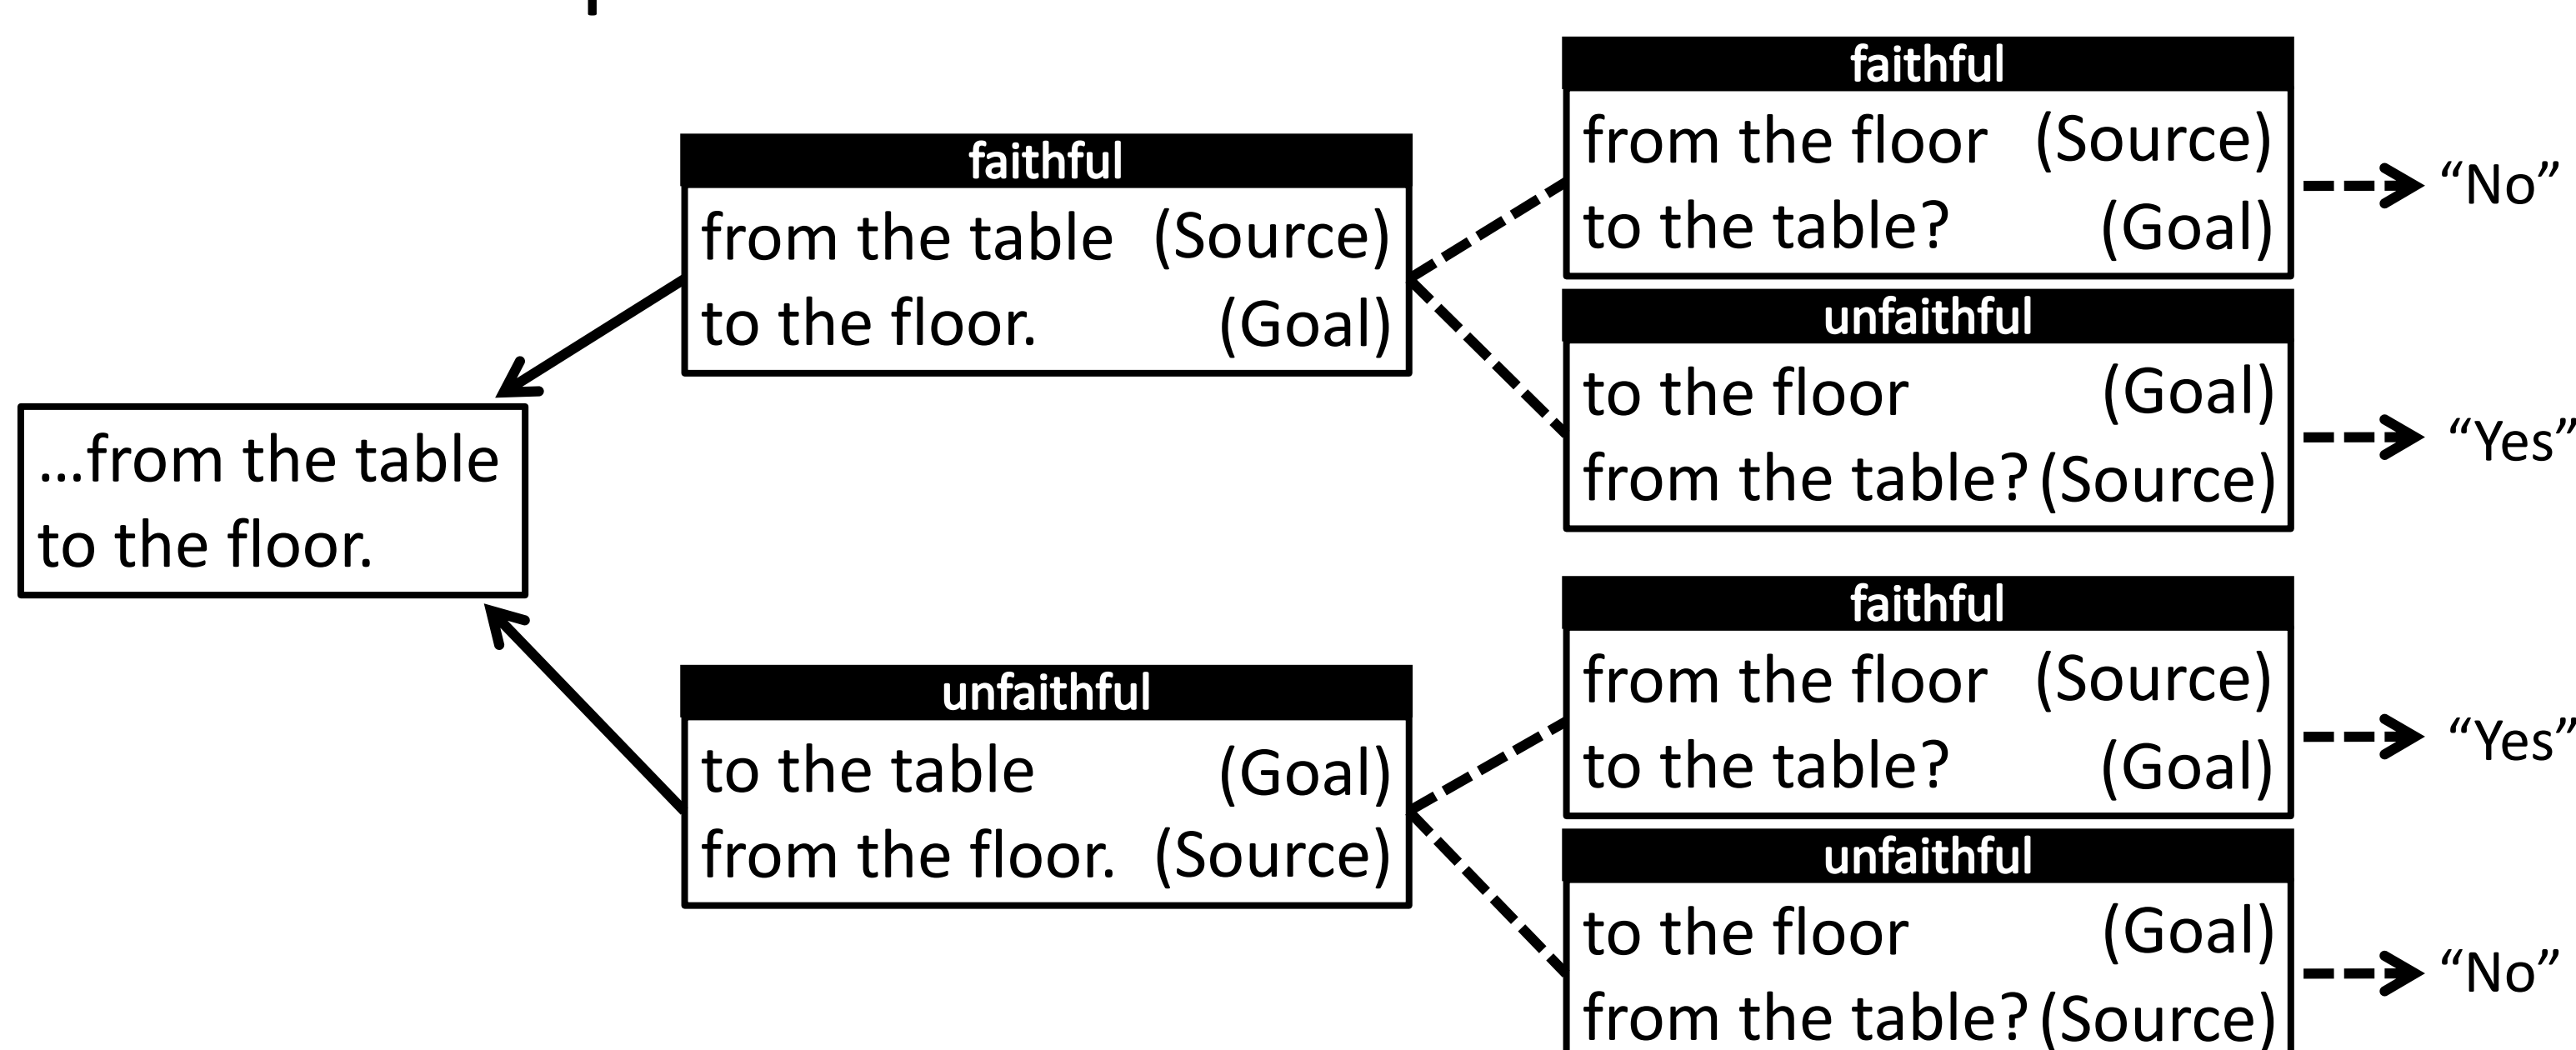 ...from the table
to the floor.
faithful
from the table (Source)
to the floor. (Goal)
unfaithful
to the table (Goal)
from the floor. (Source)
faithful
from the floor (Source)
to the table? (Goal)
“No”
unfaithful
to the floor (Goal)
from the table? (Source)
“Yes”
faithful
from the floor (Source)
to the table? (Goal)
“Yes”
unfaithful
to the floor (Goal)
from the table? (Source)
“No”